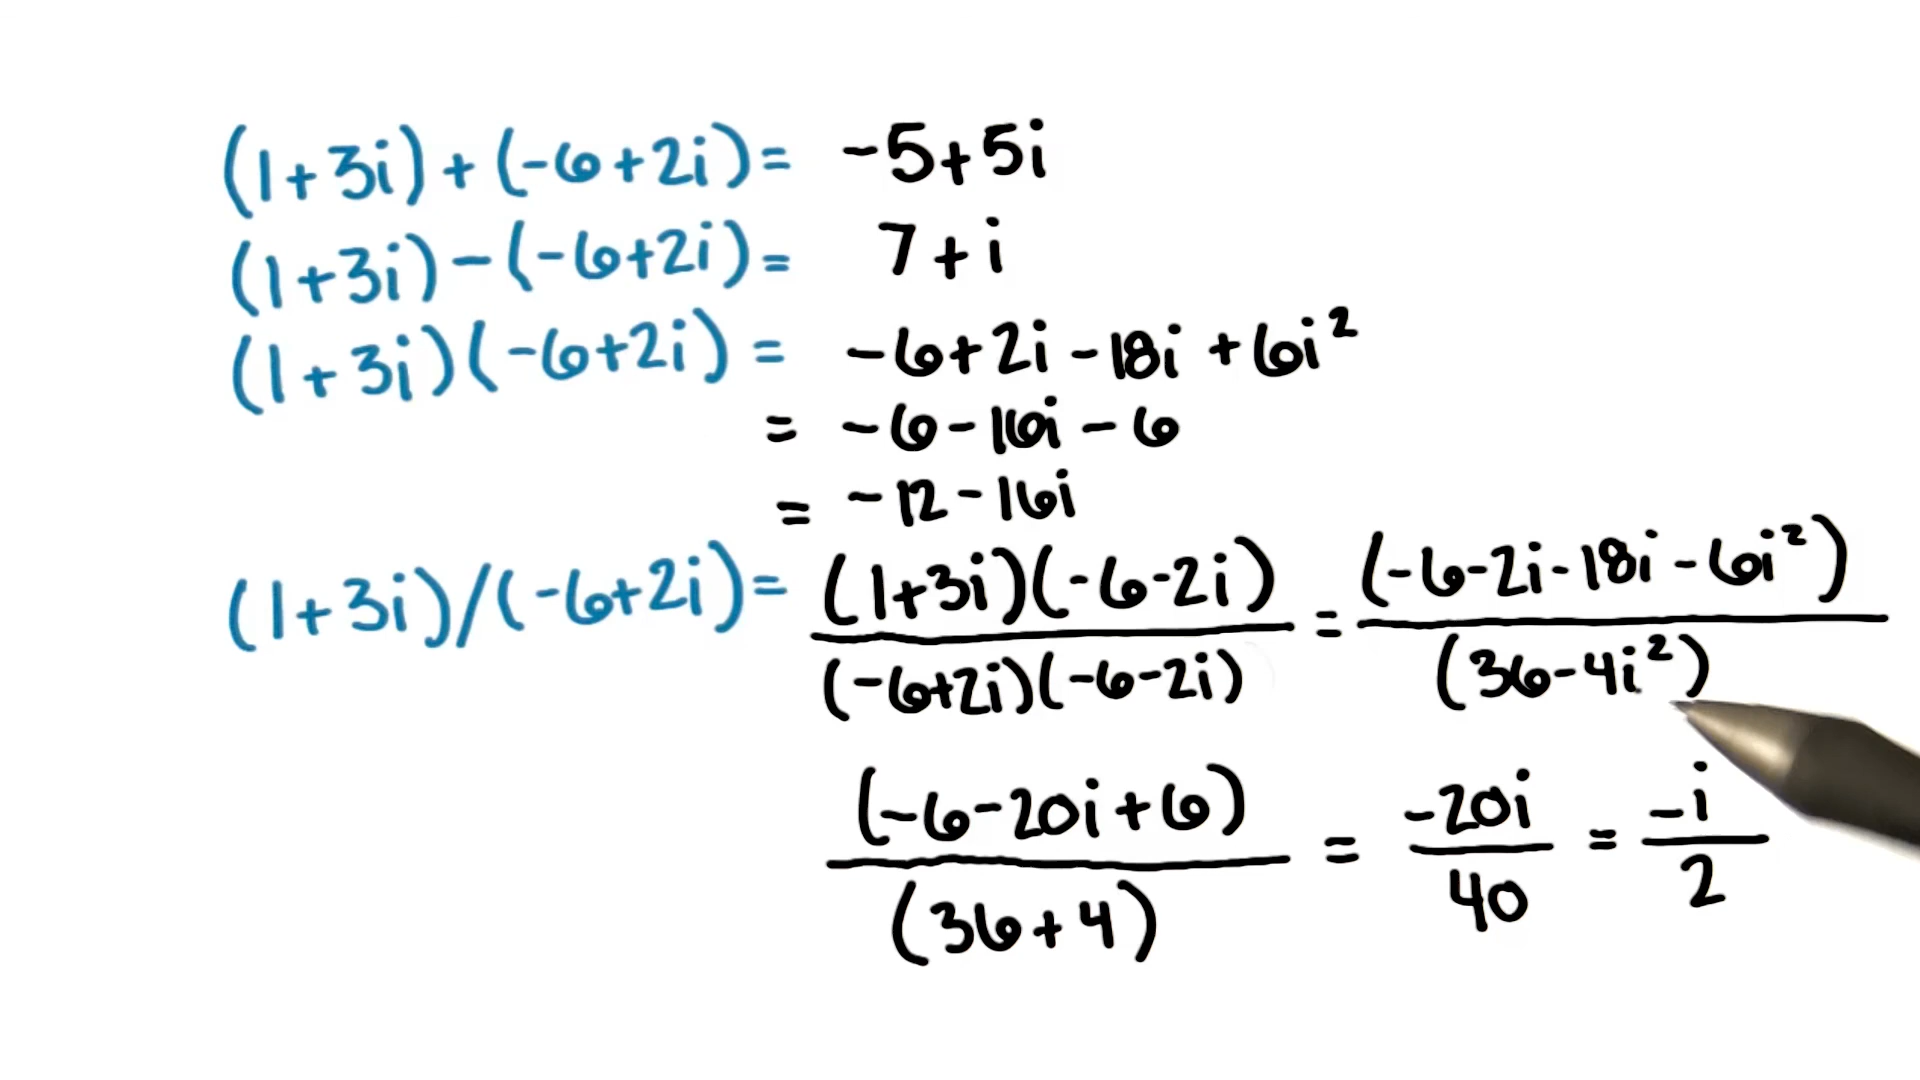 (1+3i)+(-6+2i)= -5+5i
(1+3i)-(-6+2i)= 7+i
(1+3i)(-6+2i) = -6+2i-18i+6i²
= -6-16i-6
= -12-16i
(1+3i)/(-6+2i)= (1+3i)(-6-2i) / (-6+2i)(-6-2i) = (-6-2i-18i-6i²) / (36-4i²)
(-6-20i+6) / (36+4) = -20i / 40 = -i / 2